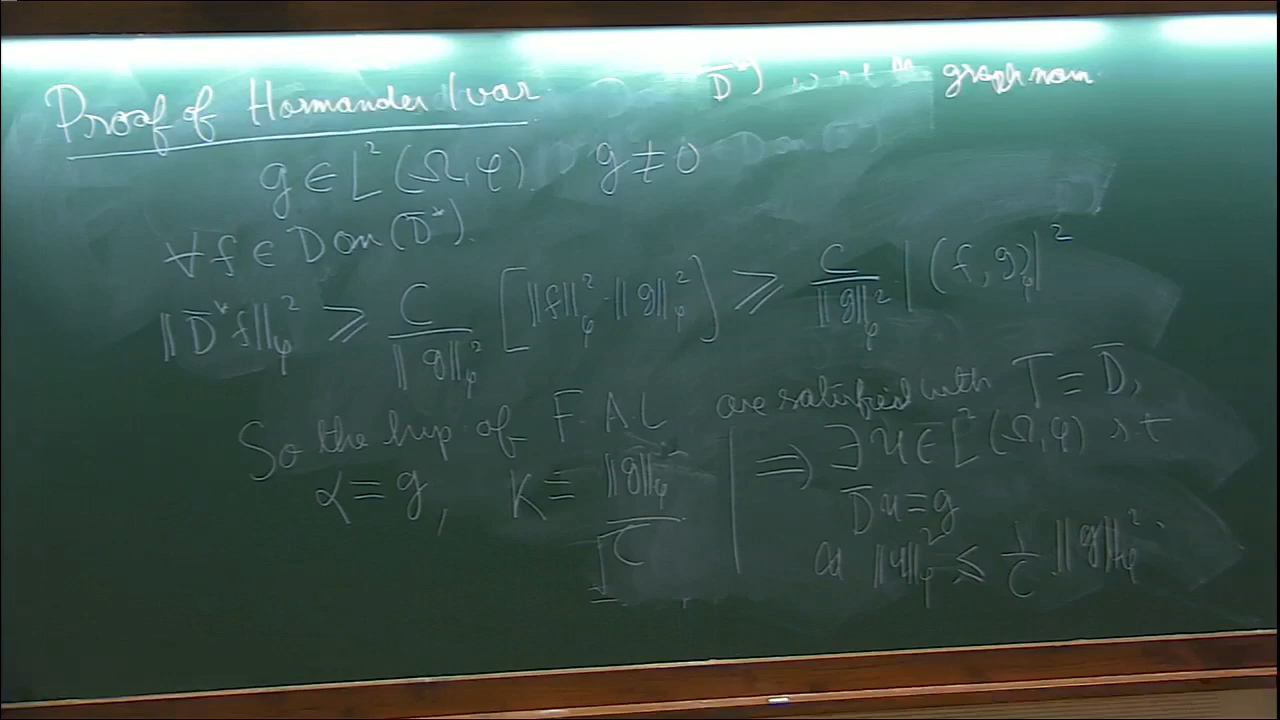 Proof of Hormander 1 var. D̄*) w.r.t graph norm.
g ∈ L²(Ω, φ), g ≠ 0
∀ f ∈ Dom(D̄*).
‖D̄* f‖²_φ ≥ C/‖g‖²_φ [‖f‖²_φ · ‖g‖²_φ] ≥ C/‖g‖²_φ |(f, g)_φ|²
So the hyp of F.A.L are satisfied with T = D̄,
α = g, K = ‖g‖_φ/√C
⇒ ∃ u ∈ L²(Ω, φ) s.t
D̄u = g
‖u‖²_φ ≤ 1/C ‖g‖²_φ.